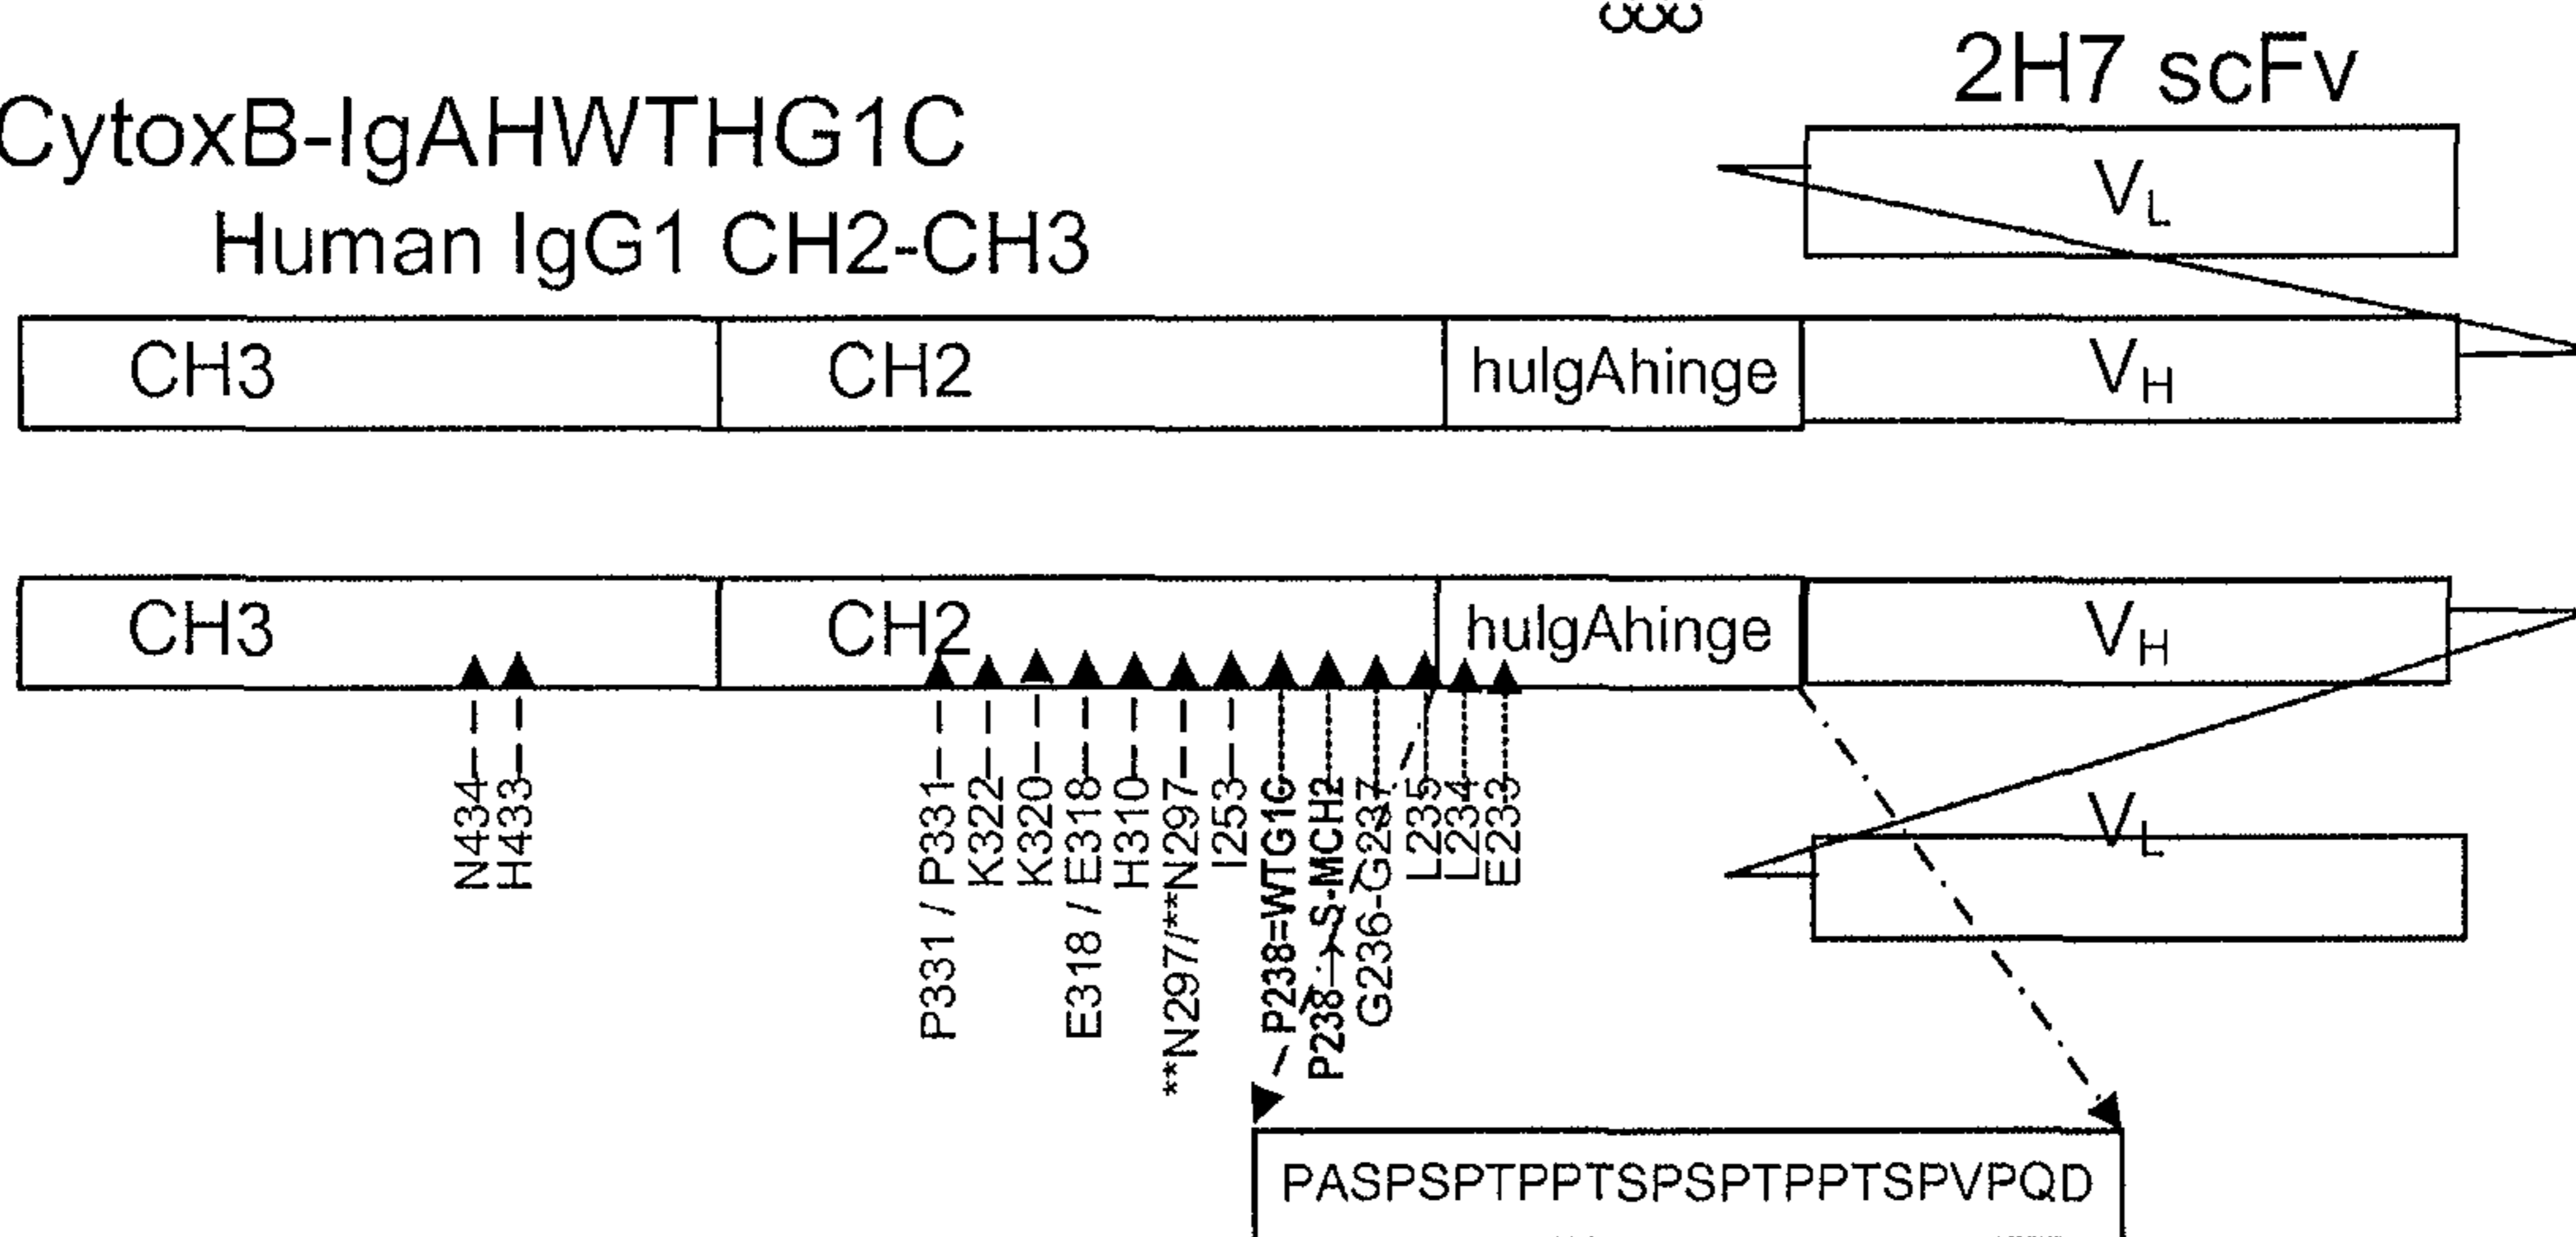 CCC
2H7 scFv
CytoxB-IgAHWTHG1C
Human IgG1 CH2-CH3
VL
CH3 CH2 huIgAhinge VH
CH3 CH2 huIgAhinge VH
N434
H433
P331 / P331
K322
K320
E318 / E318
H310
**N297/**N297
I253
P238=WTG1C
P238→S-MCH2
G236-G237
L235
L234
E233
VL
PASPSPTPPTSPSPTPPTSPVPQD